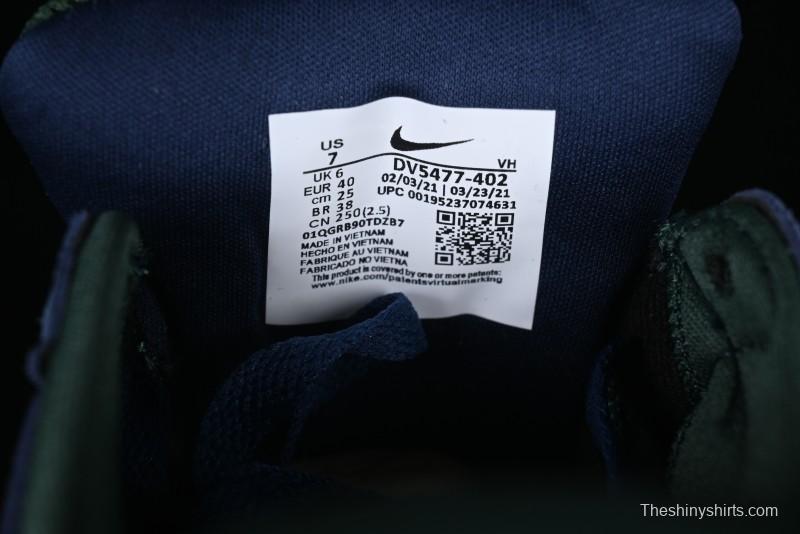 US
7
VH
UK 6
EUR 40
cm 25
BR 38
CN 250(2.5)
01QGRB90TDZB7
DV5477-402
02/03/21 | 03/23/21
UPC 00195237074631
MADE IN VIETNAM
HECHO EN VIETNAM
FABRIQUE AU VIETNAM
FABRICADO NO VIETNA
This product is covered by one or more patents:
www.nike.com/patentsvirtualmarking
Theshinyshirts.com